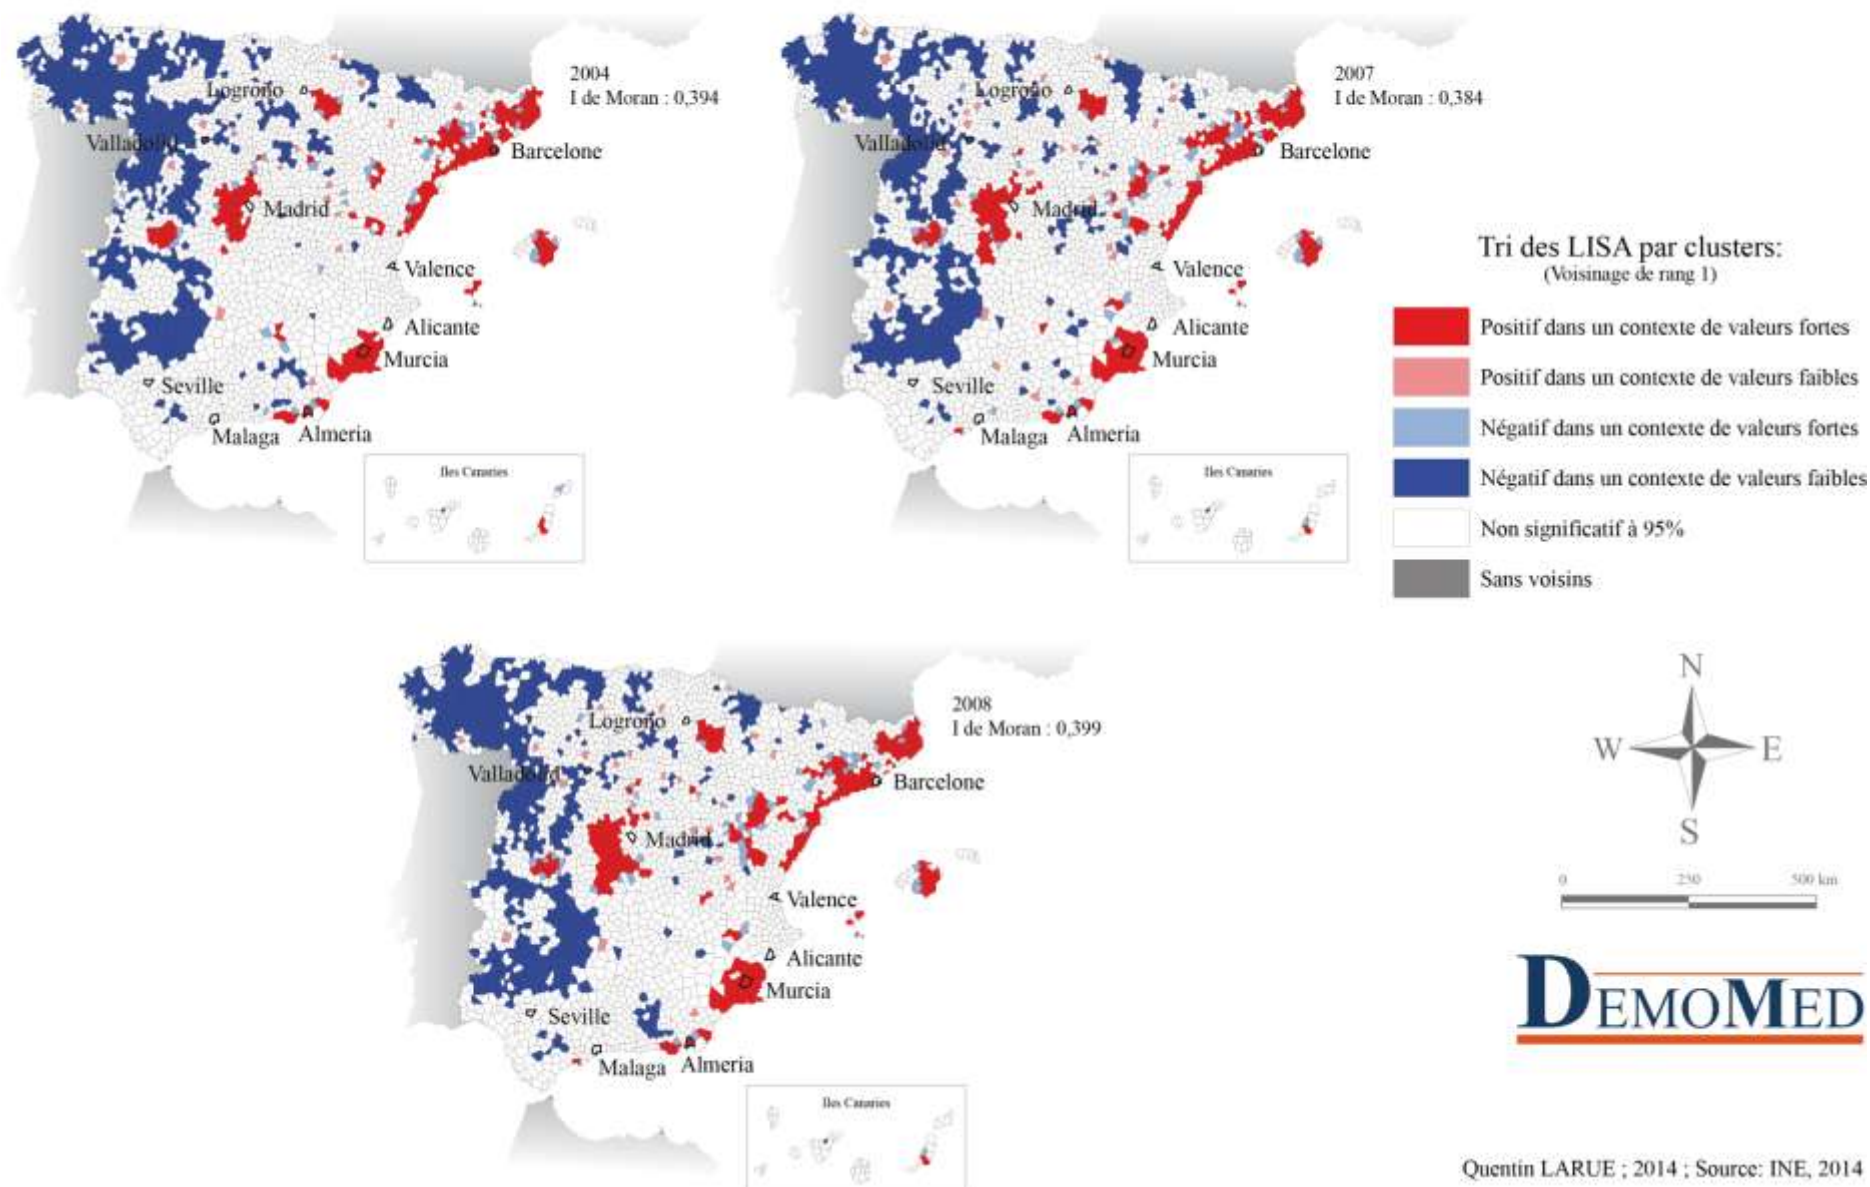 2004
I de Moran : 0,394
Logroño
Valladolid
Barcelone
Madrid
Valence
Alicante
Murcia
Seville
Malaga
Almeria
Iles Canaries
2007
I de Moran : 0,384
Logroño
Valladolid
Barcelone
Madrid
Valence
Alicante
Murcia
Seville
Malaga
Almeria
Iles Canaries
Tri des LISA par clusters:
(Voisinage de rang 1)
Positif dans un contexte de valeurs fortes
Positif dans un contexte de valeurs faibles
Négatif dans un contexte de valeurs fortes
Négatif dans un contexte de valeurs faibles
Non significatif à 95%
Sans voisins
2008
I de Moran : 0,399
Logroño
Valladolid
Barcelone
Madrid
Valence
Alicante
Murcia
Seville
Malaga
Almeria
Iles Canaries
N
W
E
S
0 250 500 km
DEMOMED
Quentin LARUE ; 2014 ; Source: INE, 2014